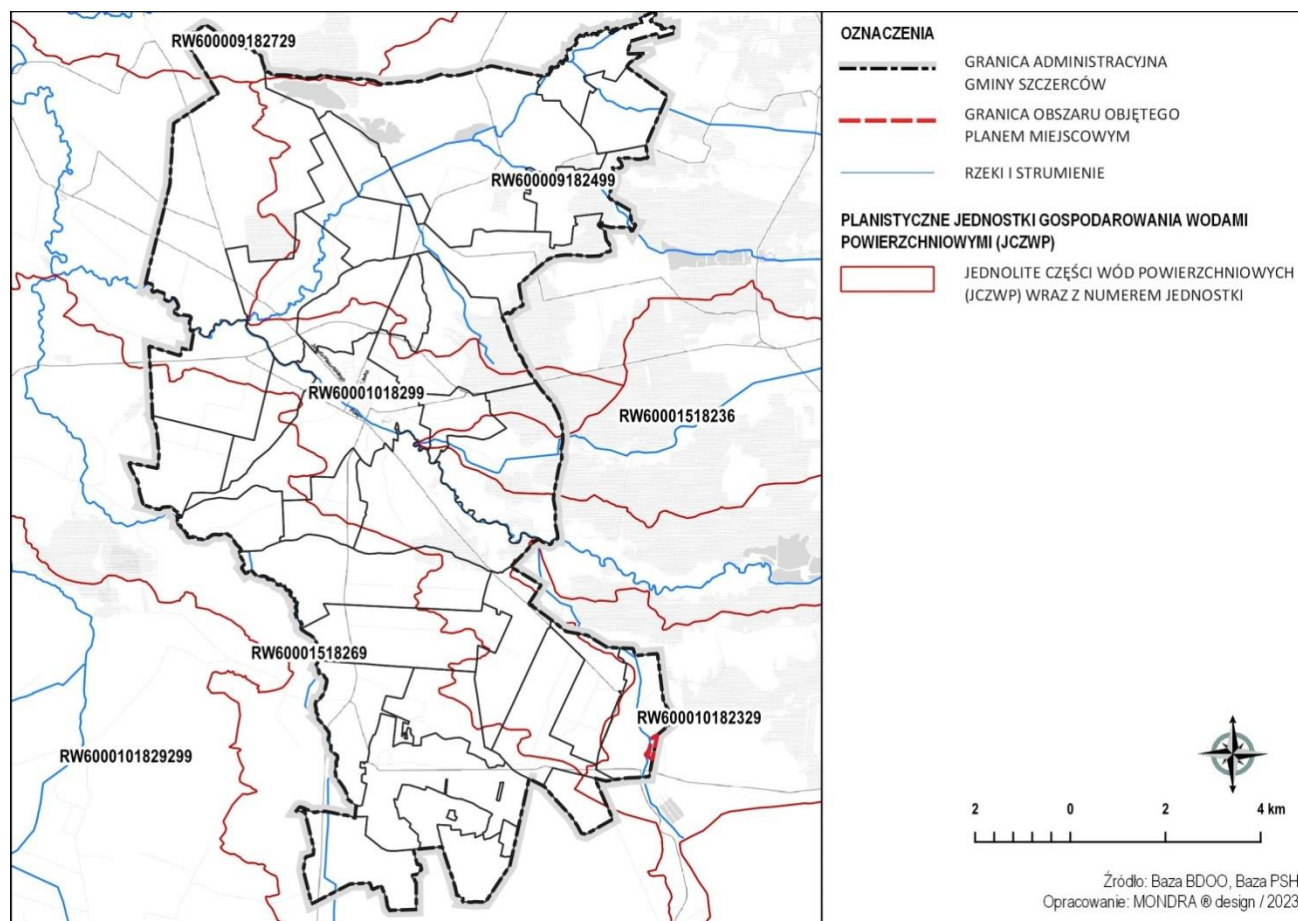 RW600009182729
RW600009182499
RW60001018299
RW60001518236
RW60001518269
RW600010182329
RW6000101829299
OZNACZENIA
GRANICA ADMINISTRACYJNA
GMINY SZCZERCÓW
GRANICA OBSZARU OBJĘTEGO
PLANEM MIEJSCOWYM
RZEKI I STRUMIENIE
PLANISTYCZNE JEDNOSTKI GOSPODAROWANIA WODAMI
POWIERZCHNIOWYMI (JCZWP)
JEDNOLITE CZĘŚCI WÓD POWIERZCHNIOWYCH
(JCZWP) WRAZ Z NUMEREM JEDNOSTKI
2 0 2 4 km
Źródło: Baza BDOO, Baza PSH
Opracowanie: MONDRA ® design / 2023